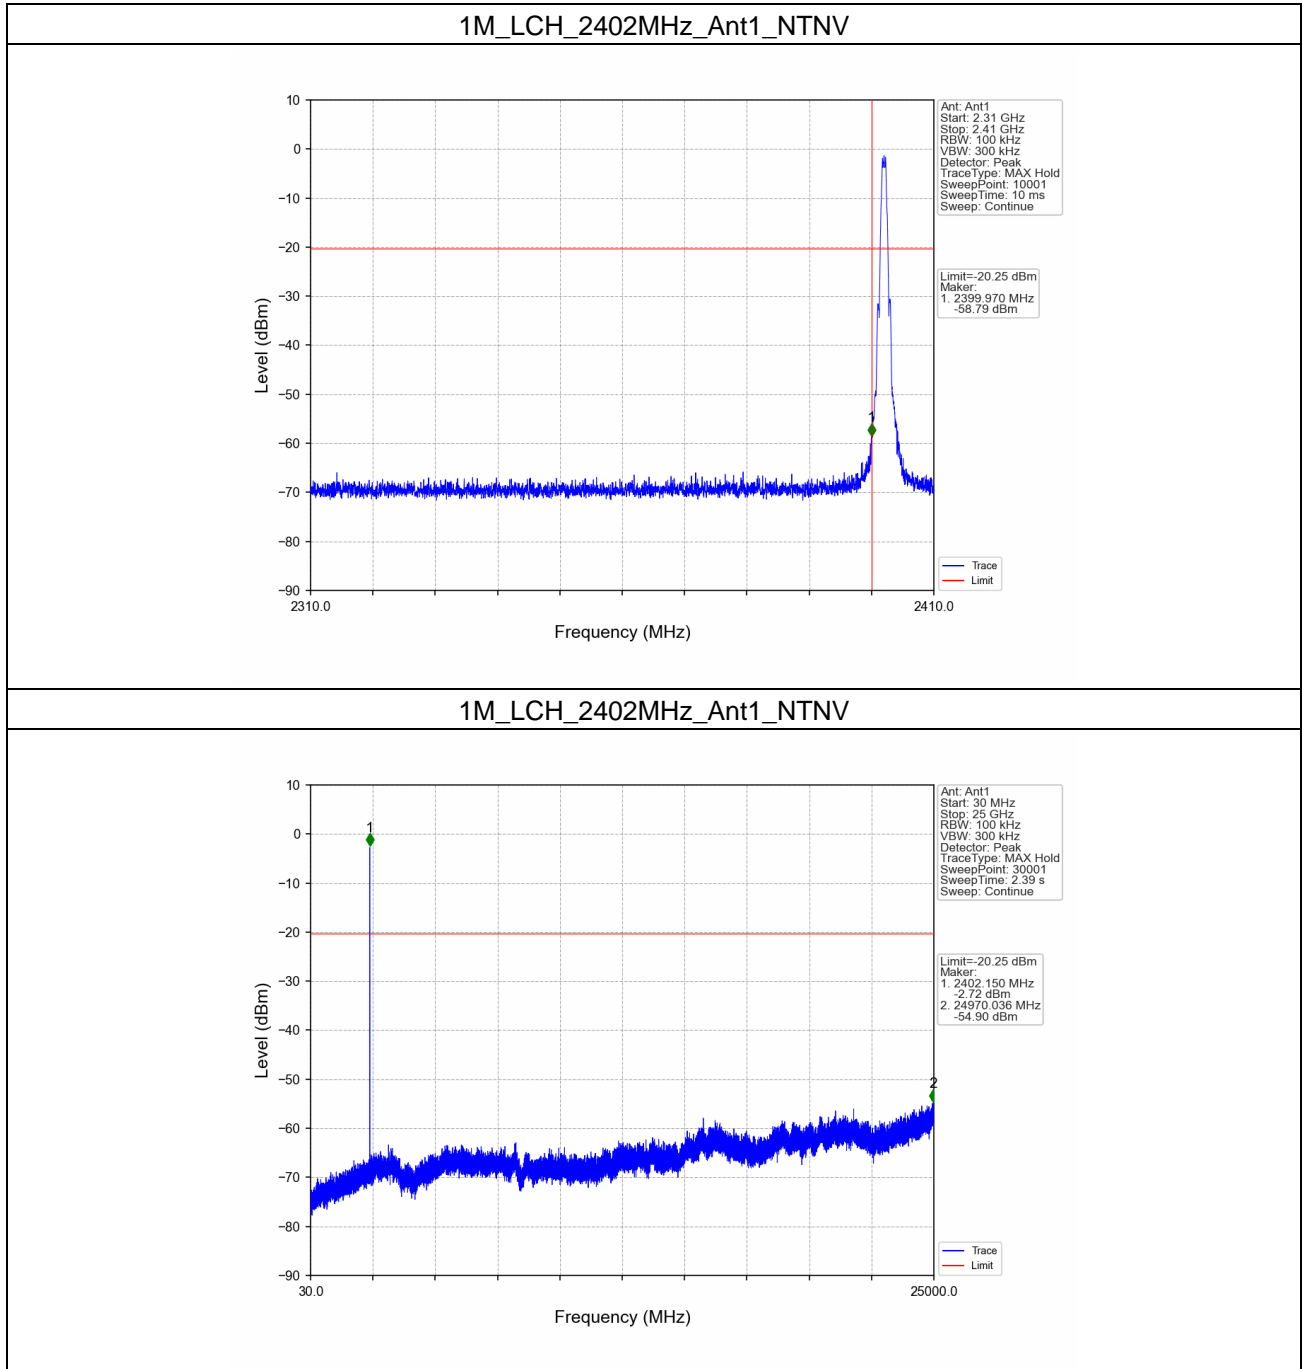 1M_LCH_2402MHz_Ant1_NTNV
10
0
−10
−20
−30
−40
−50
−60
−70
−80
−90
Level (dBm)
1
2310.0
2410.0
Frequency (MHz)
Ant: Ant1
Start: 2.31 GHz
Stop: 2.41 GHz
RBW: 100 kHz
VBW: 300 kHz
Detector: Peak
TraceType: MAX Hold
SweepPoint: 10001
SweepTime: 10 ms
Sweep: Continue
Limit=-20.25 dBm
Maker:
1. 2399.970 MHz
-58.79 dBm
Trace
Limit
1M_LCH_2402MHz_Ant1_NTNV
10
0
−10
−20
−30
−40
−50
−60
−70
−80
−90
Level (dBm)
1
2
30.0
25000.0
Frequency (MHz)
Ant: Ant1
Start: 30 MHz
Stop: 25 GHz
RBW: 100 kHz
VBW: 300 kHz
Detector: Peak
TraceType: MAX Hold
SweepPoint: 30001
SweepTime: 2.39 s
Sweep: Continue
Limit=-20.25 dBm
Maker:
1. 2402.150 MHz
-2.72 dBm
2. 24970.036 MHz
-54.90 dBm
Trace
Limit